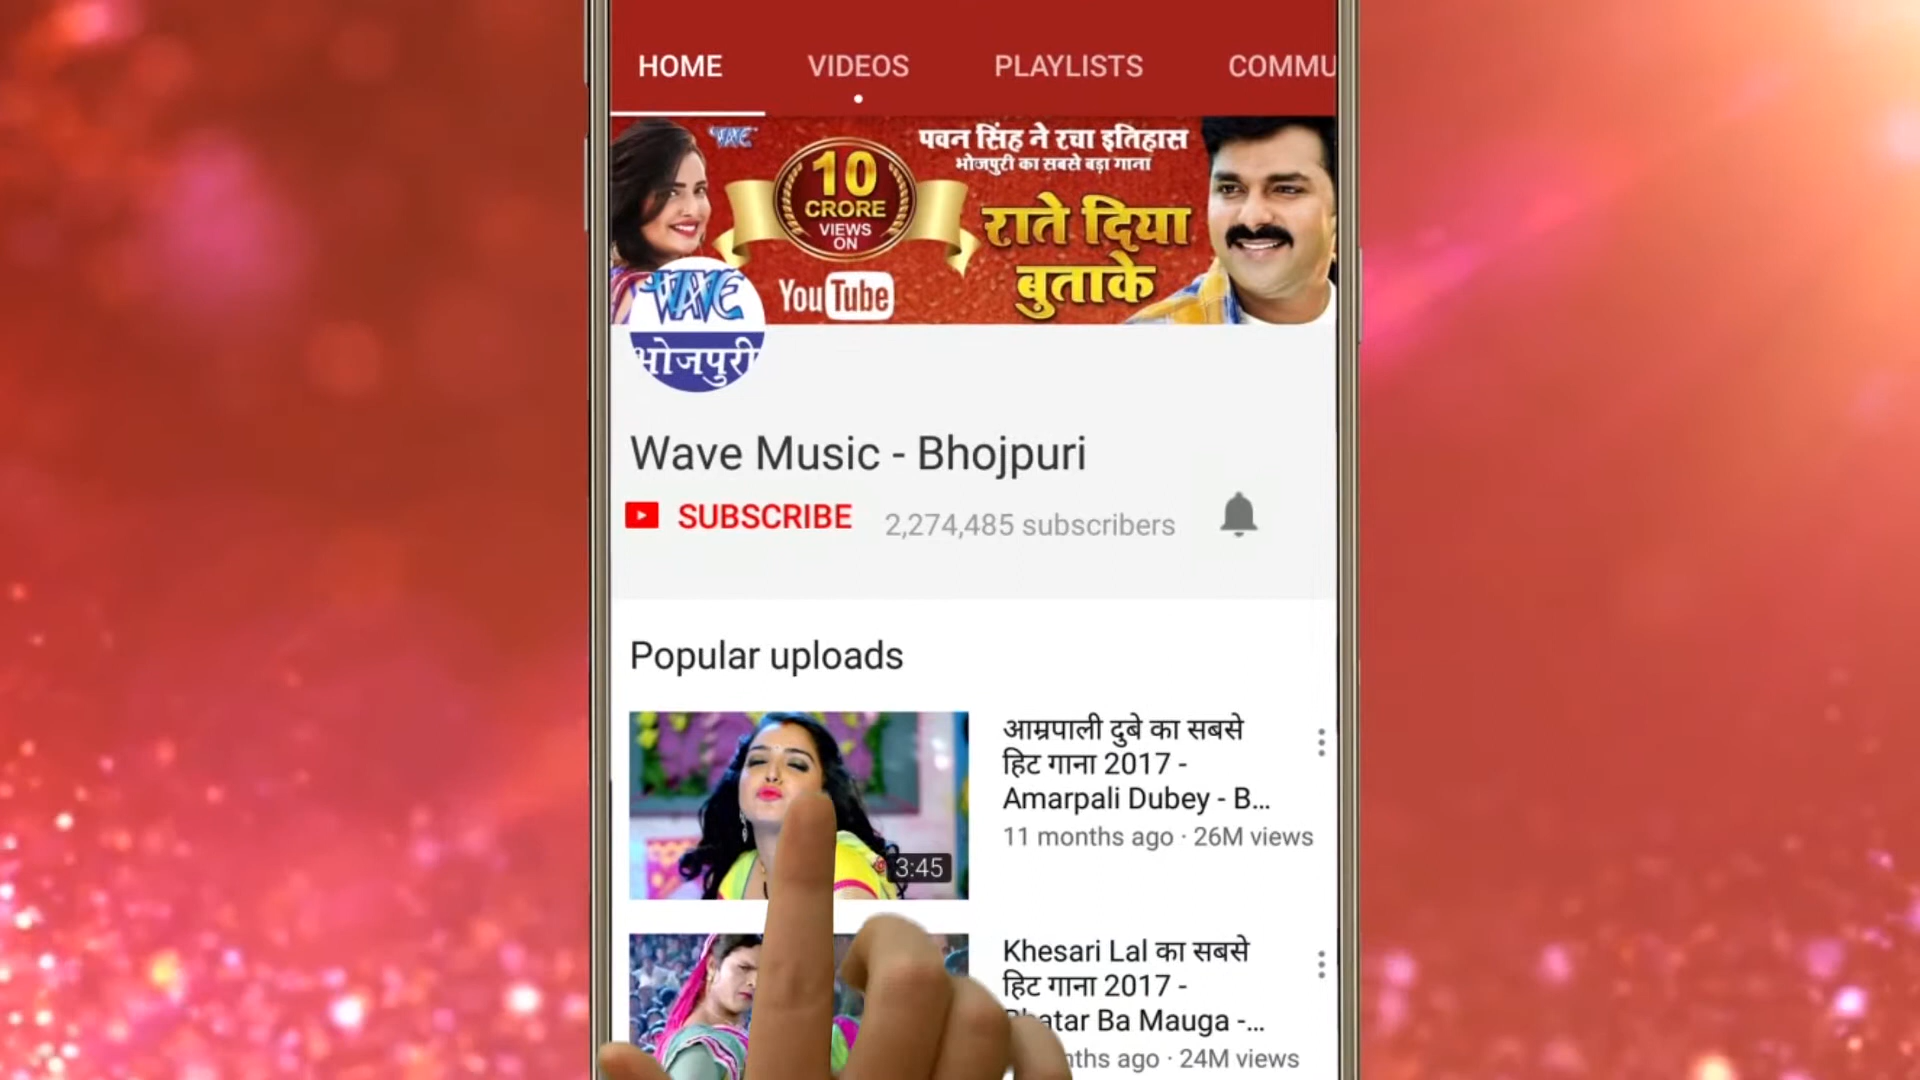 HOME VIDEOS PLAYLISTS COMMU
WAVE
10
CRORE
VIEWS
ON
YouTube
पवन सिंह ने रचा इतिहास
भोजपुरी का सबसे बड़ा गाना
राते दिया
बुताके
WAVE
भोजपुरी
Wave Music - Bhojpuri
SUBSCRIBE 2,274,485 subscribers
Popular uploads
3:45
आम्रपाली दुबे का सबसे
हिट गाना 2017 -
Amarpali Dubey - B...
11 months ago · 26M views
Khesari Lal का सबसे
हिट गाना 2017 -
atar Ba Mauga -...
ths ago · 24M views